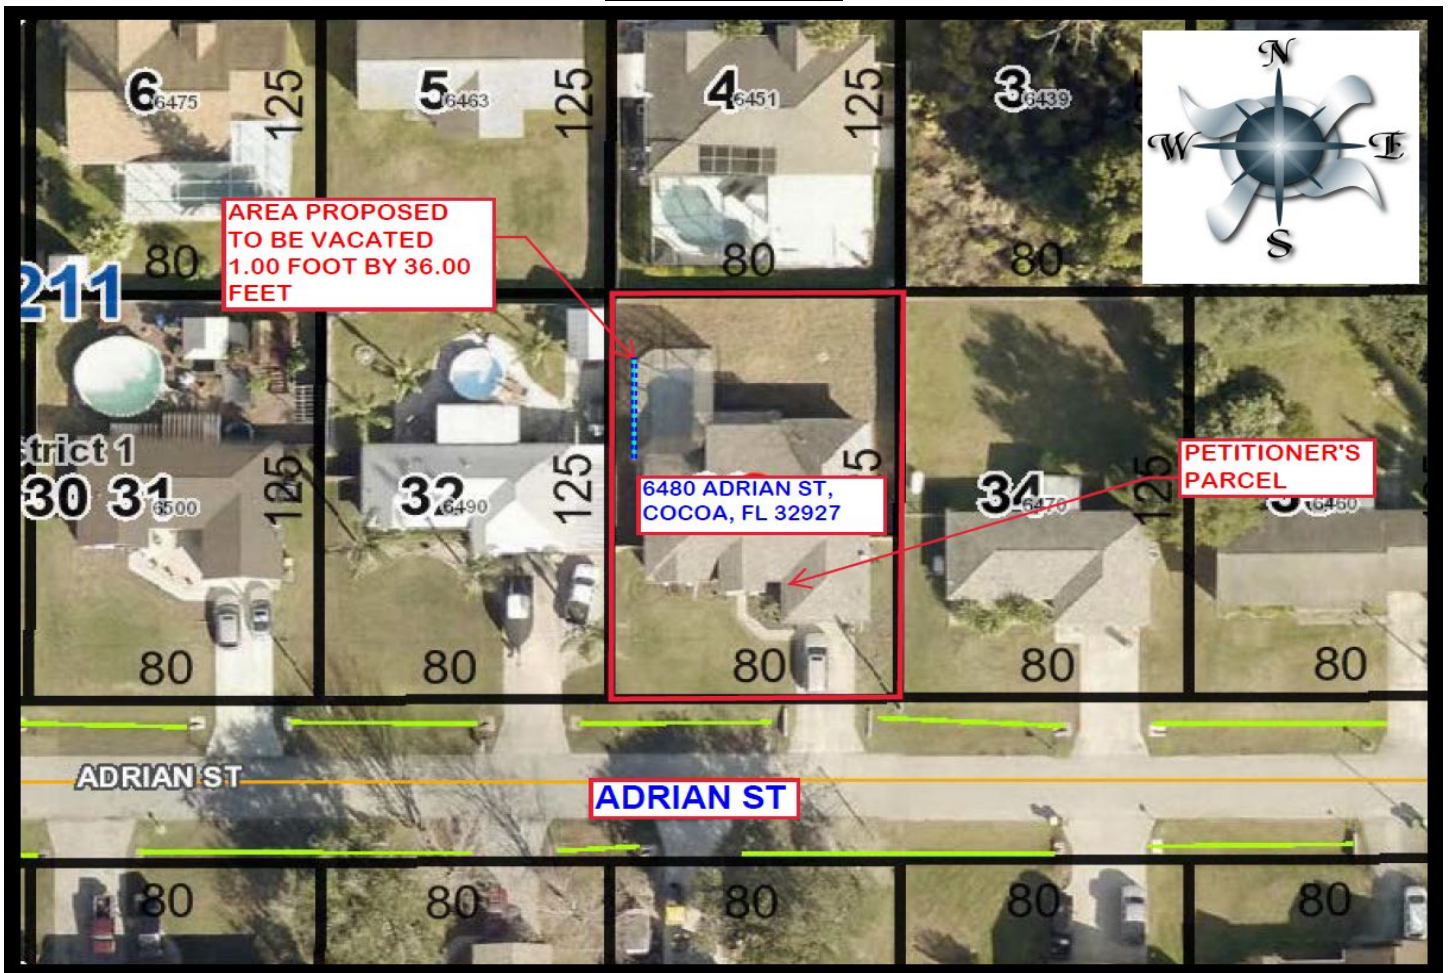 6 6475 125
5 6463 125
4 6451 125
3 6439
N
W E
S
AREA PROPOSED
TO BE VACATED
1.00 FOOT BY 36.00
FEET
80
80
80
211
trict 1
30 31 6500 125
32 6490 125
5
34 6470 125
6460
PETITIONER'S
PARCEL
6480 ADRIAN ST,
COCOA, FL 32927
80
80
80
80
80
ADRIAN ST
ADRIAN ST
80
80
80
80
80